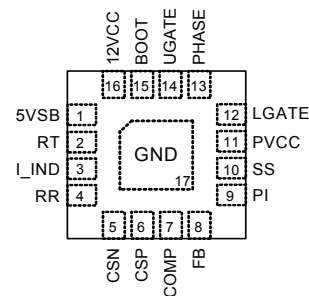 12VCC
BOOT
UGATE
PHASE
16
15
14
13
5VSB 1
RT 2
I_IND 3
RR 4
GND
17
12 LGATE
11 PVCC
10 SS
9 PI
5
6
7
8
CSN
CSP
COMP
FB